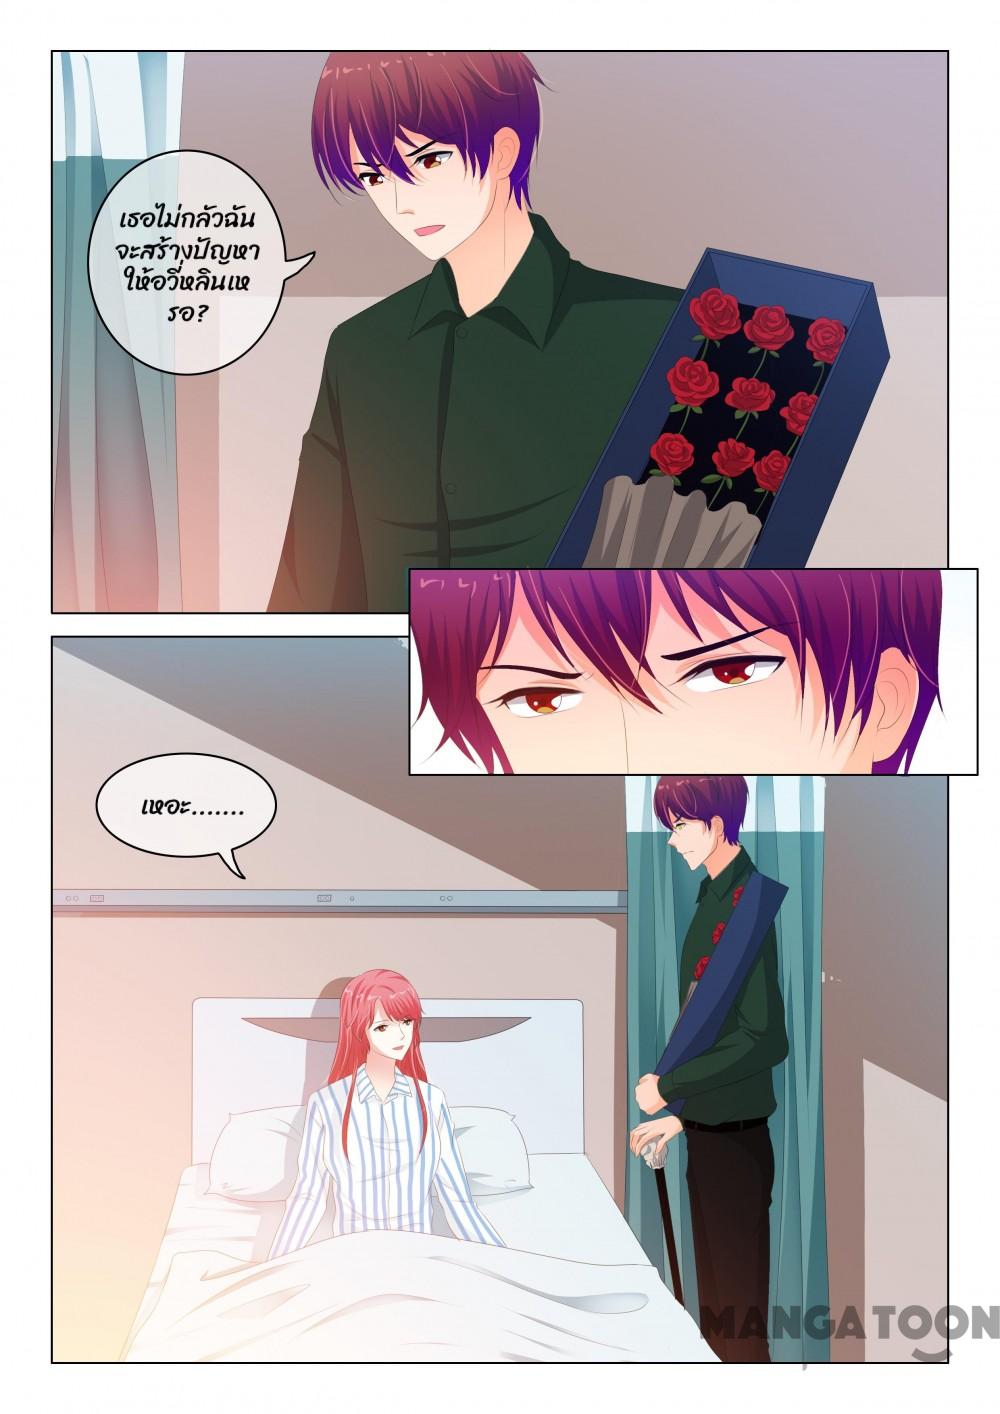 เธอไม่กลัวฉัน
จะสร้างปัญหา
ให้อวี่หลินเห
รอ?
เหอะ.......
MANGATOON